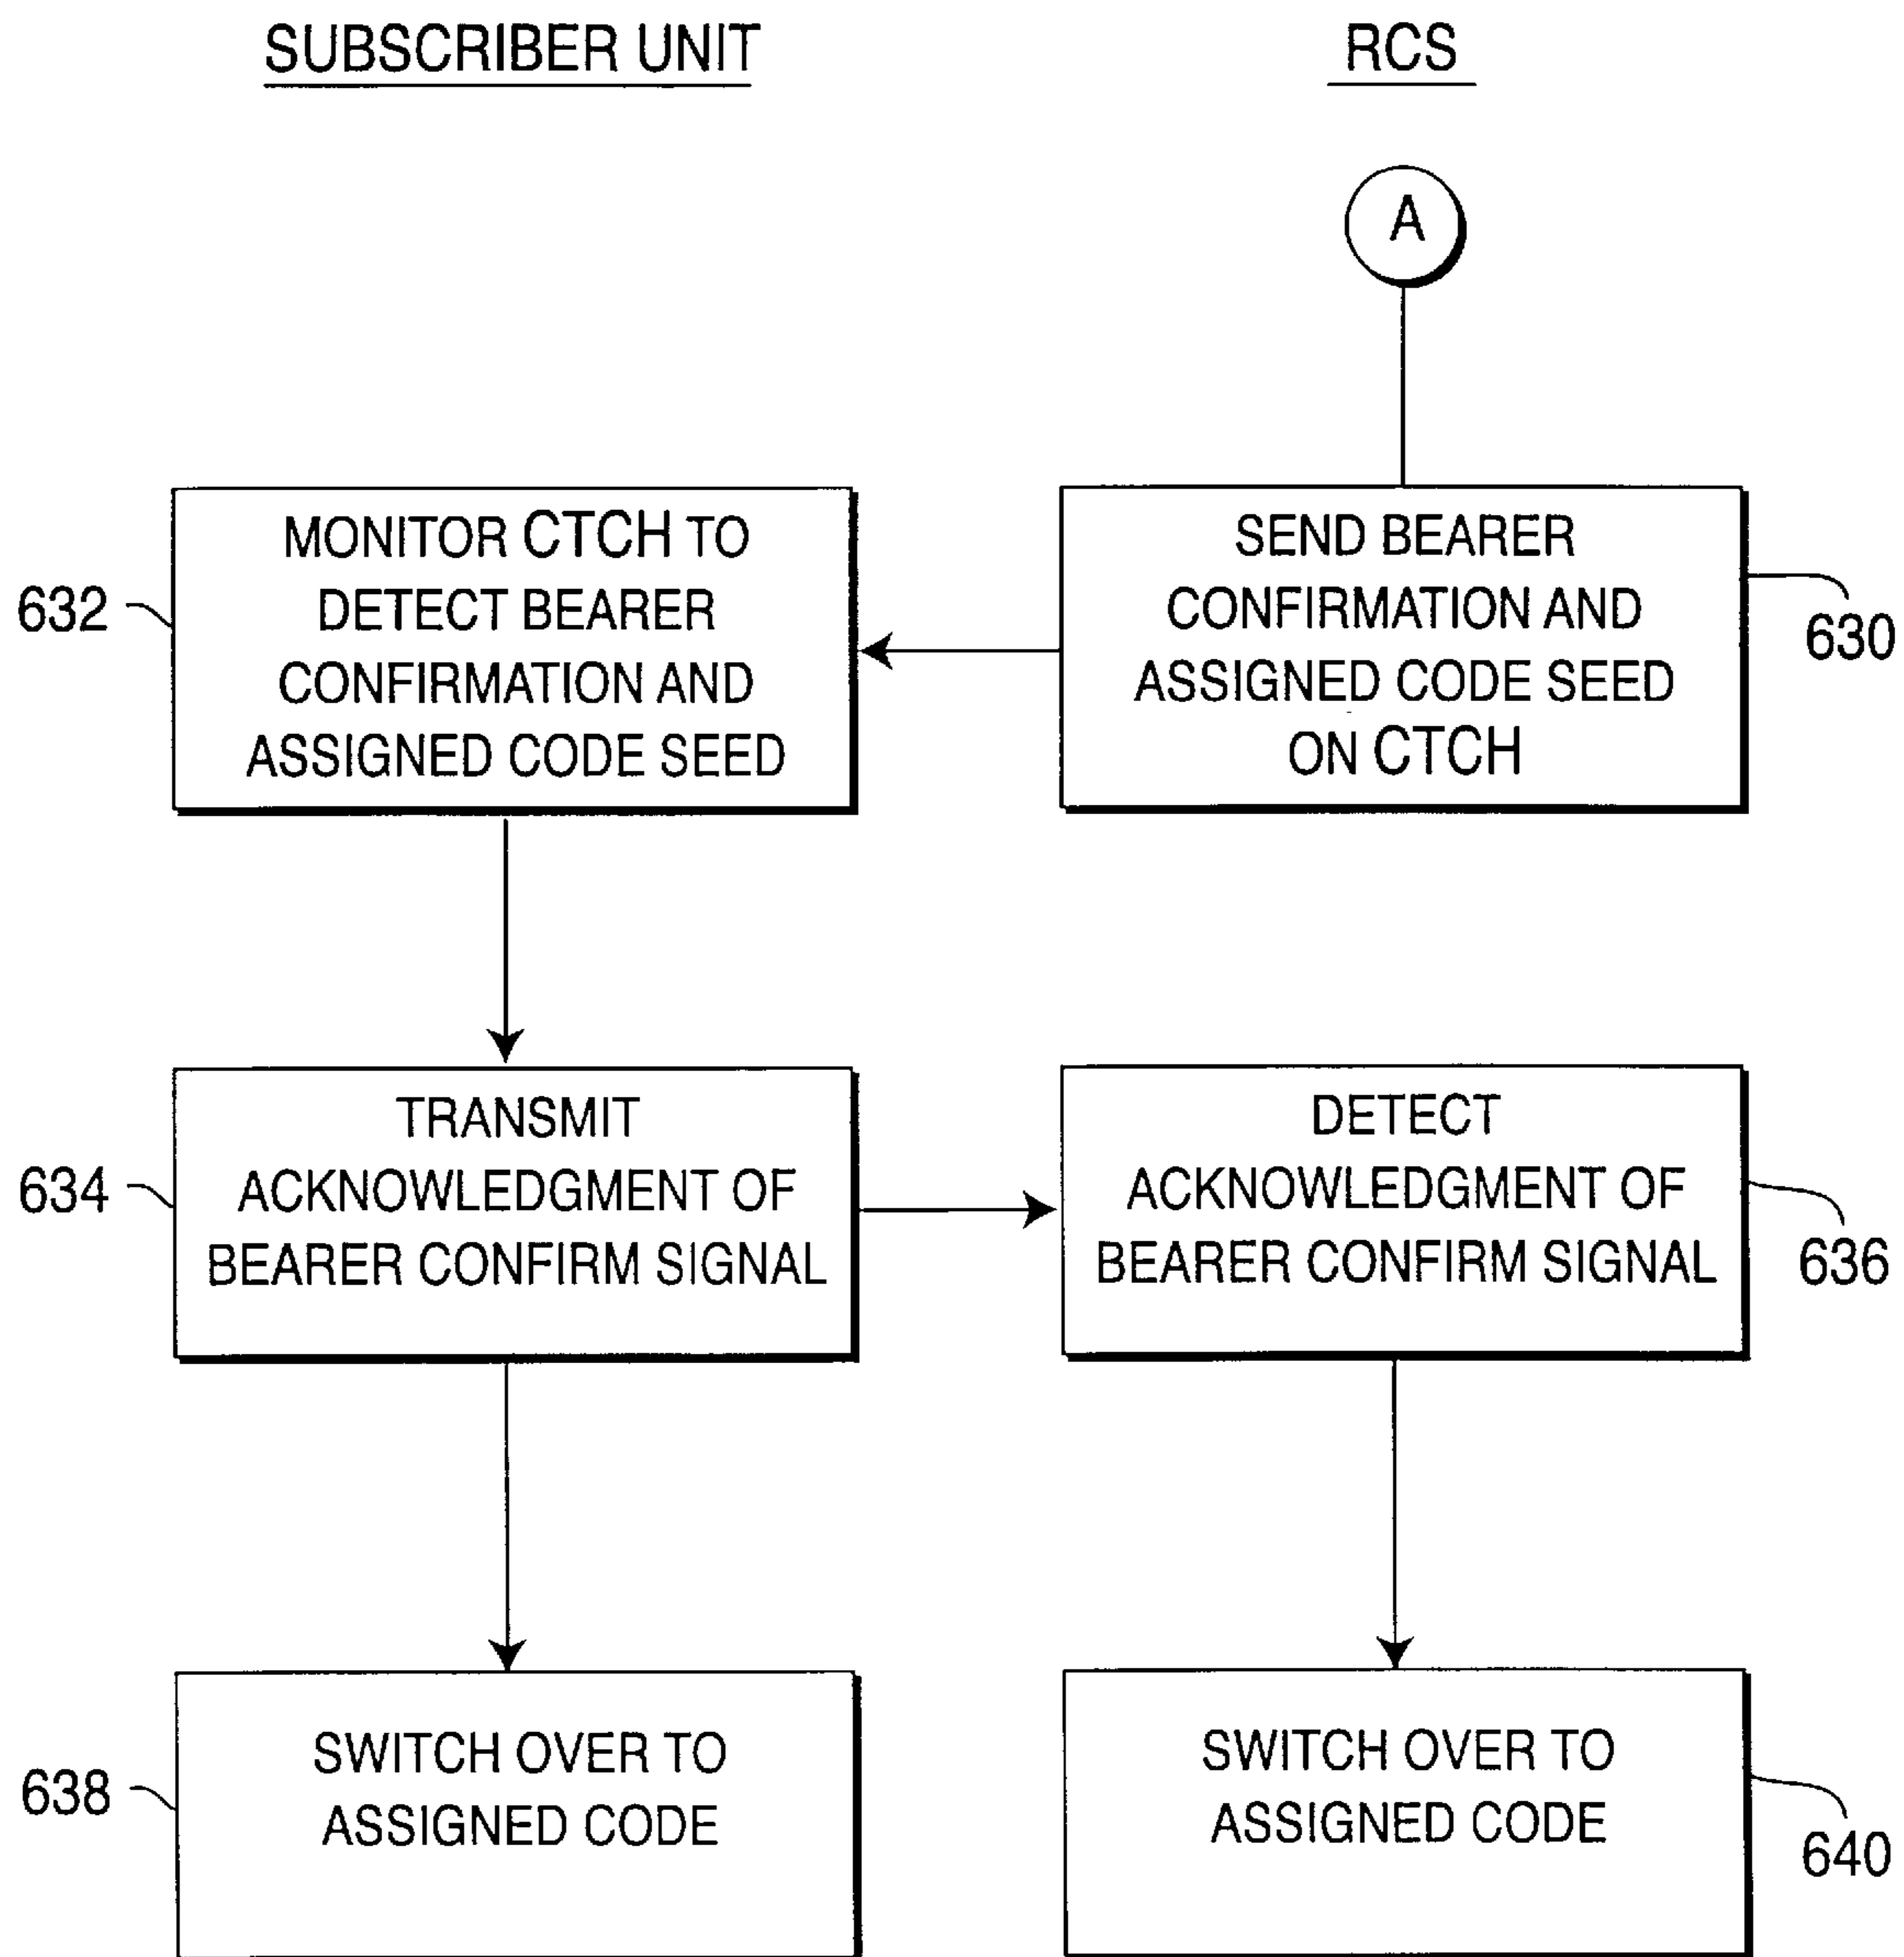 SUBSCRIBER UNIT
RCS
A
MONITOR CTCH TO
DETECT BEARER
CONFIRMATION AND
ASSIGNED CODE SEED
632
SEND BEARER
CONFIRMATION AND
ASSIGNED CODE SEED
ON CTCH
630
TRANSMIT
ACKNOWLEDGMENT OF
BEARER CONFIRM SIGNAL
634
DETECT
ACKNOWLEDGMENT OF
BEARER CONFIRM SIGNAL
636
SWITCH OVER TO
ASSIGNED CODE
638
SWITCH OVER TO
ASSIGNED CODE
640